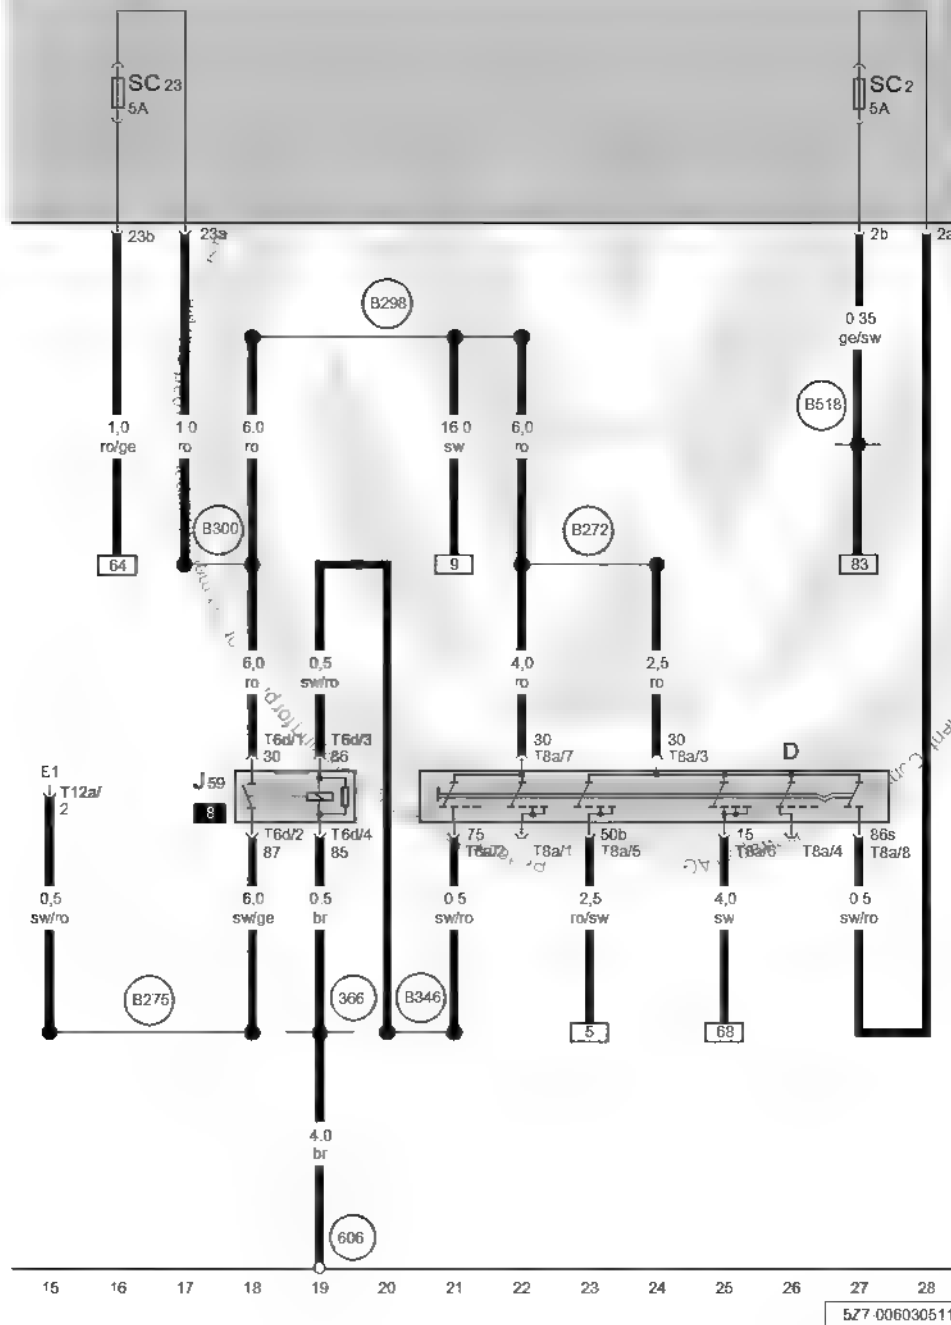 SC 23
5A
SC 2
5A
23b
23a
2b
2a
B298
0 35
ge/sw
B518
1,0
ro/ge
1 0
ro
6.0
ro
16 0
sw
6,0
ro
B300
B272
64
9
83
6,0
ro
0,5
sw/ro
4,0
ro
2,5
ro
T6d/1
30
T6d/3
86
30
T8a/7
30
T8a/3
D
E1
T12a/
2
J 59
8
T6d/2
87
T6d/4
85
75
T8a/2
T8a/1
50b
T8a/5
15
T8a/6
T8a/4
86s
T8a/8
0,5
sw/ro
6,0
sw/ge
0.5
br
0 5
sw/ro
2,5
ro/sw
4,0
sw
0 5
sw/ro
B275
366
B346
5
68
4.0
br
606
15 16 17 18 19 20 21 22 23 24 25 26 27 28
5Z7-006030511